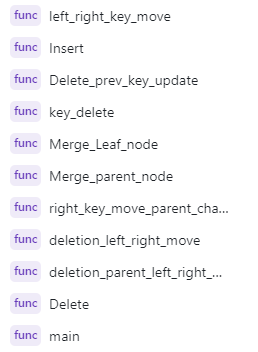 func left_right_key_move
func Insert
func Delete_prev_key_update
func key_delete
func Merge_Leaf_node
func Merge_parent_node
func right_key_move_parent_cha...
func deletion_left_right_move
func deletion_parent_left_right_...
func Delete
func main